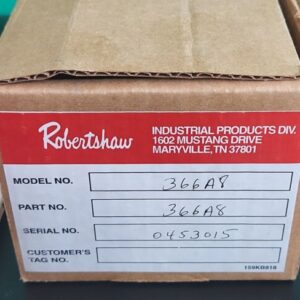 Robertshaw
INDUSTRIAL PRODUCTS DIV.
1602 MUSTANG DRIVE
MARYVILLE, TN 37801
MODEL NO. 366A8
PART NO. 366A8
SERIAL NO. 0453015
CUSTOMER'S
TAG NO.
159KB818